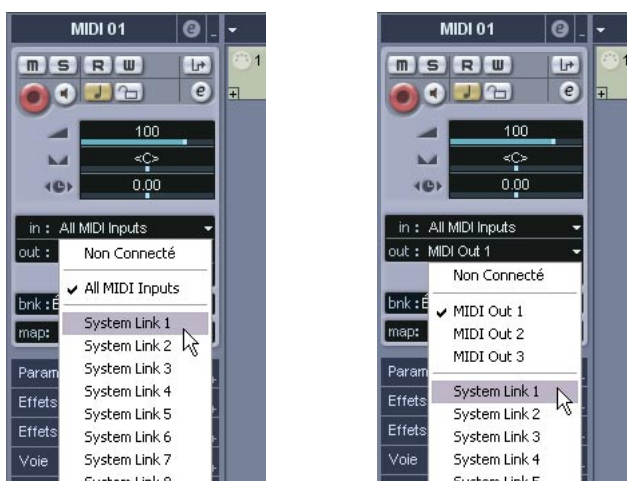 MIDI 01
M S R W
100
<C>
0.00
in : All MIDI Inputs
out :
Non Connecté
All MIDI Inputs
bnk :É
System Link 1
map:
System Link 2
Param
System Link 3
System Link 4
Effets
System Link 5
Effets
System Link 6
Voie
System Link 7
1
MIDI 01
M S R W
100
<C>
0.00
in : All MIDI Inputs
out : MIDI Out 1
Non Connecté
bnk :É
MIDI Out 1
map:
MIDI Out 2
MIDI Out 3
Param
System Link 1
Effets
System Link 2
Effets
System Link 3
Voie
System Link 4
1